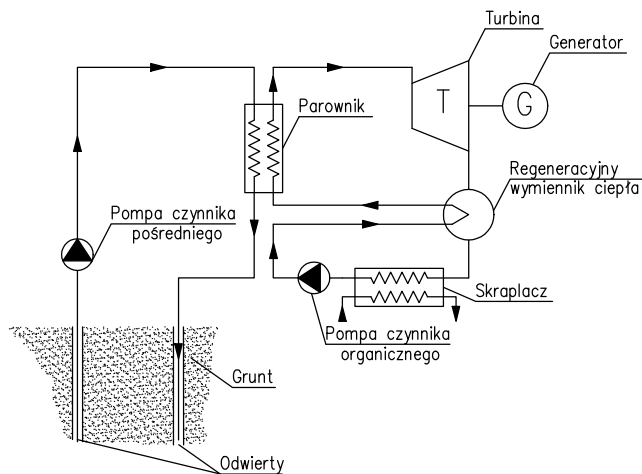 Turbina
Generator
T
G
Parownik
Regeneracyjny
wymiennik ciepła
Pompa czynnika
pośredniego
Skraplacz
Pompa czynnika
organicznego
Grunt
Odwierty